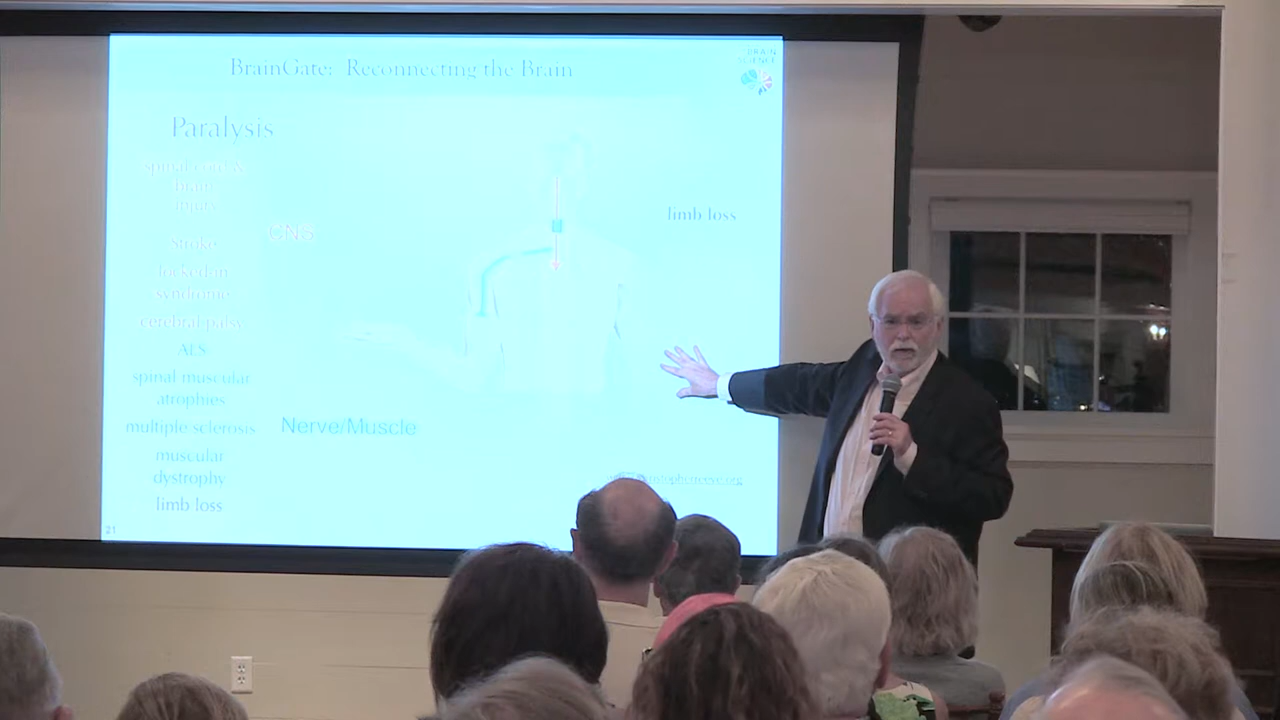 BrainGate: Reconnecting the Brain
BRAIN
SCIENCE
Paralysis
spinal cord &
brain
injury
Stroke
CNS
locked-in
syndrome
cerebral palsy
ALS
spinal muscular
atrophies
multiple sclerosis
Nerve/Muscle
muscular
dystrophy
limb loss
limb loss
21